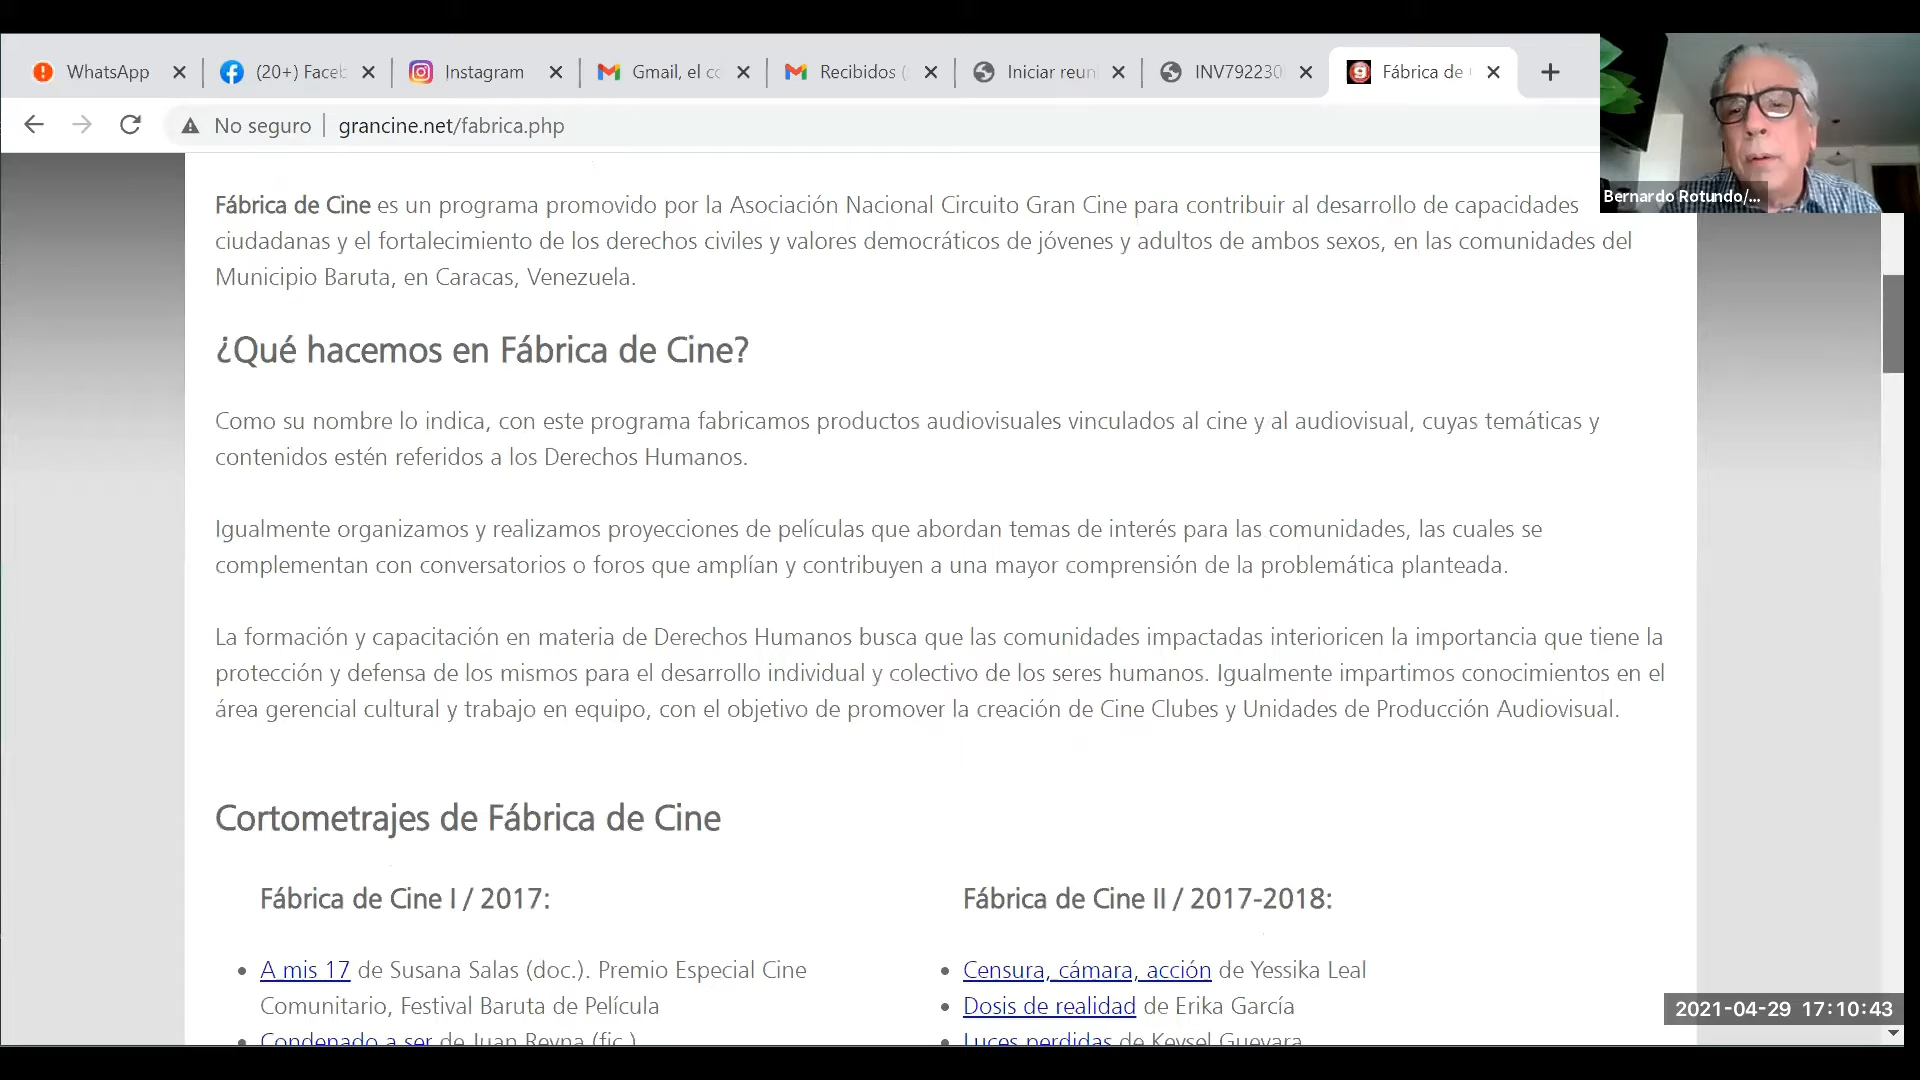 WhatsApp
(20+) Faceb
Instagram
Gmail, el co
Recibidos (
Iniciar reun
INV792230
Fábrica de
No seguro
grancine.net/fabrica.php
Bernardo Rotundo/...
Fábrica de Cine es un programa promovido por la Asociación Nacional Circuito Gran Cine para contribuir al desarrollo de capacidades
ciudadanas y el fortalecimiento de los derechos civiles y valores democráticos de jóvenes y adultos de ambos sexos, en las comunidades del
Municipio Baruta, en Caracas, Venezuela.
¿Qué hacemos en Fábrica de Cine?
Como su nombre lo indica, con este programa fabricamos productos audiovisuales vinculados al cine y al audiovisual, cuyas temáticas y
contenidos estén referidos a los Derechos Humanos.
Igualmente organizamos y realizamos proyecciones de películas que abordan temas de interés para las comunidades, las cuales se
complementan con conversatorios o foros que amplían y contribuyen a una mayor comprensión de la problemática planteada.
La formación y capacitación en materia de Derechos Humanos busca que las comunidades impactadas interioricen la importancia que tiene la
protección y defensa de los mismos para el desarrollo individual y colectivo de los seres humanos. Igualmente impartimos conocimientos en el
área gerencial cultural y trabajo en equipo, con el objetivo de promover la creación de Cine Clubes y Unidades de Producción Audiovisual.
Cortometrajes de Fábrica de Cine
Fábrica de Cine I / 2017:
A mis 17 de Susana Salas (doc.). Premio Especial Cine
Comunitario, Festival Baruta de Película
Condenado a ser de Juan Reyna (fic.)
Fábrica de Cine II / 2017-2018:
Censura, cámara, acción de Yessika Leal
Dosis de realidad de Erika García
Luces perdidas de Keysel Guevara
2021-04-29 17:10:43